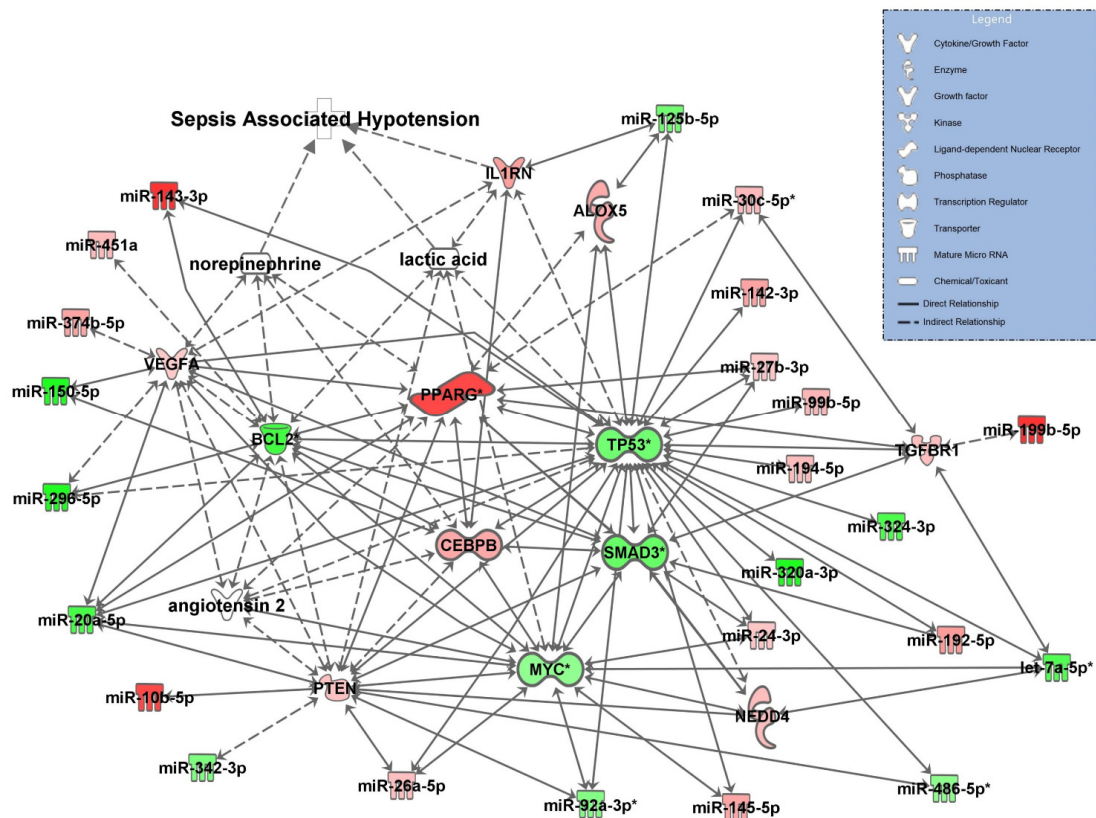 Legend
Cytokine/Growth Factor
Enzyme
Growth factor
Kinase
Ligand-dependent Nuclear Receptor
Phosphatase
Transcription Regulator
Transporter
Mature Micro RNA
Chemical/Toxicant
Direct Relationship
Indirect Relationship
Sepsis Associated Hypotension
miR-125b-5p
IL1RN
miR-143-3p
miR-30c-5p*
ALOX5
miR-451a
norepinephrine
lactic acid
miR-142-3p
miR-374b-5p
VEGFA
miR-27b-3p
miR-150-5p
PPARG*
miR-99b-5p
miR-199b-5p
BCL2*
TP53*
TGFBR1
miR-194-5p
miR-296-5p
miR-324-3p
CEBPB
SMAD3*
miR-320a-3p
angiotensin 2
miR-20a-5p
miR-24-3p
miR-192-5p
MYC*
let-7a-5p*
PTEN
miR-10b-5p
NEDD4
miR-342-3p
miR-26a-5p
miR-486-5p*
miR-92a-3p*
miR-145-5p